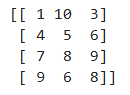 [[ 1 10  3]
 [ 4  5  6]
 [ 7  8  9]
 [ 9  6  8]]